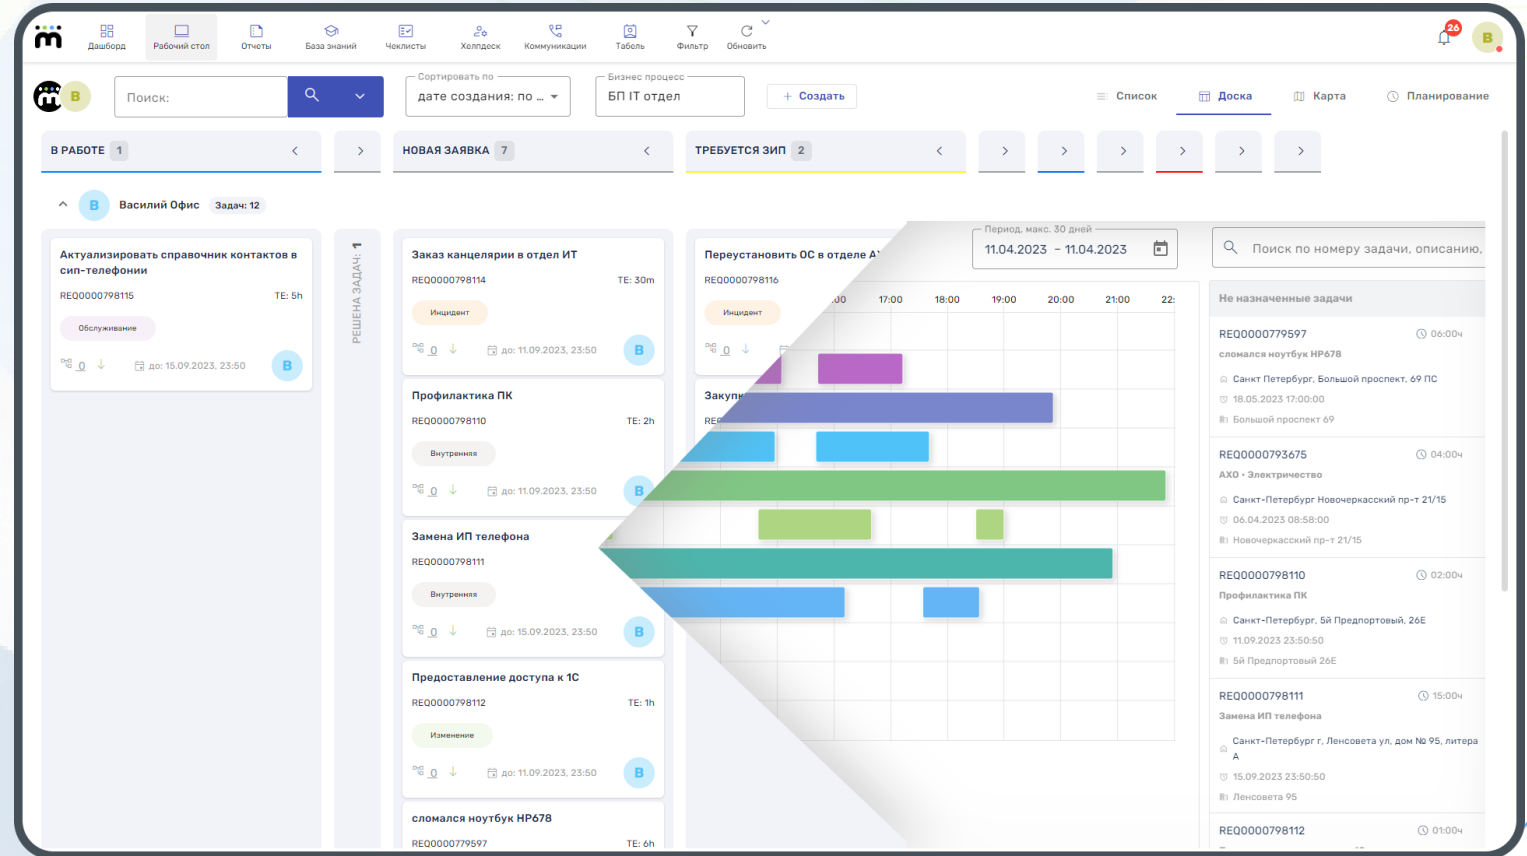 Дашборд
Рабочий стол
Отчеты
База знаний
Чеклисты
Хелпдеск
Коммуникации
Табель
Фильтр
Обновить
26
В
В
Поиск:
Сортировать по
дате создания: по ...
Бизнес процесс
БП IT отдел
+ Создать
Список
Доска
Карта
Планирование
В РАБОТЕ 1
НОВАЯ ЗАЯВКА 7
ТРЕБУЕТСЯ ЗИП 2
В
Василий Офис
Задач: 12
Актуализировать справочник контактов в
сип-телефонии
REQ0000798115
TE: 5h
Обслуживание
0
до: 15.09.2023, 23:50
В
РЕШЕНА ЗАДАЧ: 1
Заказ канцелярии в отдел ИТ
REQ0000798114
TE: 30m
Инцидент
0
до: 11.09.2023, 23:50
В
Профилактика ПК
REQ0000798110
TE: 2h
Внутренняя
0
до: 11.09.2023, 23:50
В
Замена ИП телефона
REQ0000798111
Внутренняя
0
до: 15.09.2023, 23:50
В
Предоставление доступа к 1С
REQ0000798112
TE: 1h
Изменение
0
до: 11.09.2023, 23:50
В
сломался ноутбук HP678
REQ0000779597
TE: 6h
Переустановить ОС в отделе
REQ0000798116
Инцидент
0
Период, макс. 30 дней
11.04.2023 – 11.04.2023
17:00
18:00
19:00
20:00
21:00
22:
Поиск по номеру задачи, описанию,
Не назначенные задачи
REQ0000779597
06:00ч
сломался ноутбук HP678
Санкт Петербург, Большой проспект, 69 ПС
18.05.2023 17:00:00
Большой проспект 69
REQ0000793675
04:00ч
АХО • Электричество
Санкт-Петербург Новочеркасский пр-т 21/15
06.04.2023 08:58:00
Новочеркасский пр-т 21/15
REQ0000798110
02:00ч
Профилактика ПК
Санкт-Петербург, 5й Предпортовый, 26Е
11.09.2023 23:50:50
5й Предпортовый 26Е
REQ0000798111
15:00ч
Замена ИП телефона
Санкт-Петербург г, Ленсовета ул, дом № 95, литера
А
15.09.2023 23:50:50
Ленсовета 95
REQ0000798112
01:00ч